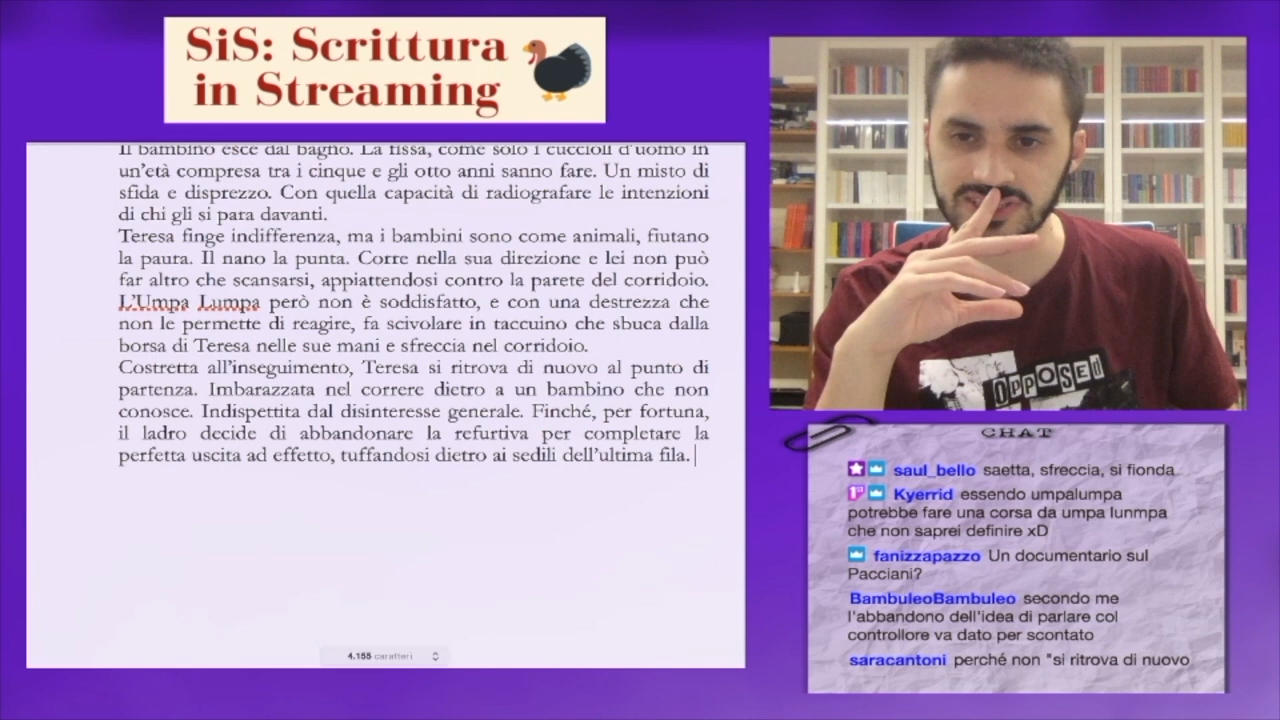 SiS: Scrittura
in Streaming
Il bambino esce dal bagno. La fissa, come solo i cuccioli d'uomo in
un'età compresa tra i cinque e gli otto anni sanno fare. Un misto di
sfida e disprezzo. Con quella capacità di radiografare le intenzioni
di chi gli si para davanti.
Teresa finge indifferenza, ma i bambini sono come animali, fiutano
la paura. Il nano la punta. Corre nella sua direzione e lei non può
far altro che scansarsi, appiattendosi contro la parete del corridoio.
L'Umpa Lumpa però non è soddisfatto, e con una destrezza che
non le permette di reagire, fa scivolare in taccuino che sbuca dalla
borsa di Teresa nelle sue mani e sfreccia nel corridoio.
Costretta all'inseguimento, Teresa si ritrova di nuovo al punto di
partenza. Imbarazzata nel correre dietro a un bambino che non
conosce. Indispettita dal disinteresse generale. Finché, per fortuna,
il ladro decide di abbandonare la refurtiva per completare la
perfetta uscita ad effetto, tuffandosi dietro ai sedili dell'ultima fila.
4.155 caratteri
OPPOSED
CHAT
saul_bello saetta, sfreccia, si fionda
Kyerrid essendo umpalumpa
potrebbe fare una corsa da umpa lunmpa
che non saprei definire xD
fanizzapazzo Un documentario sul
Pacciani?
BambuleoBambuleo secondo me
l'abbandono dell'idea di parlare col
controllore va dato per scontato
saracantoni perché non "si ritrova di nuovo